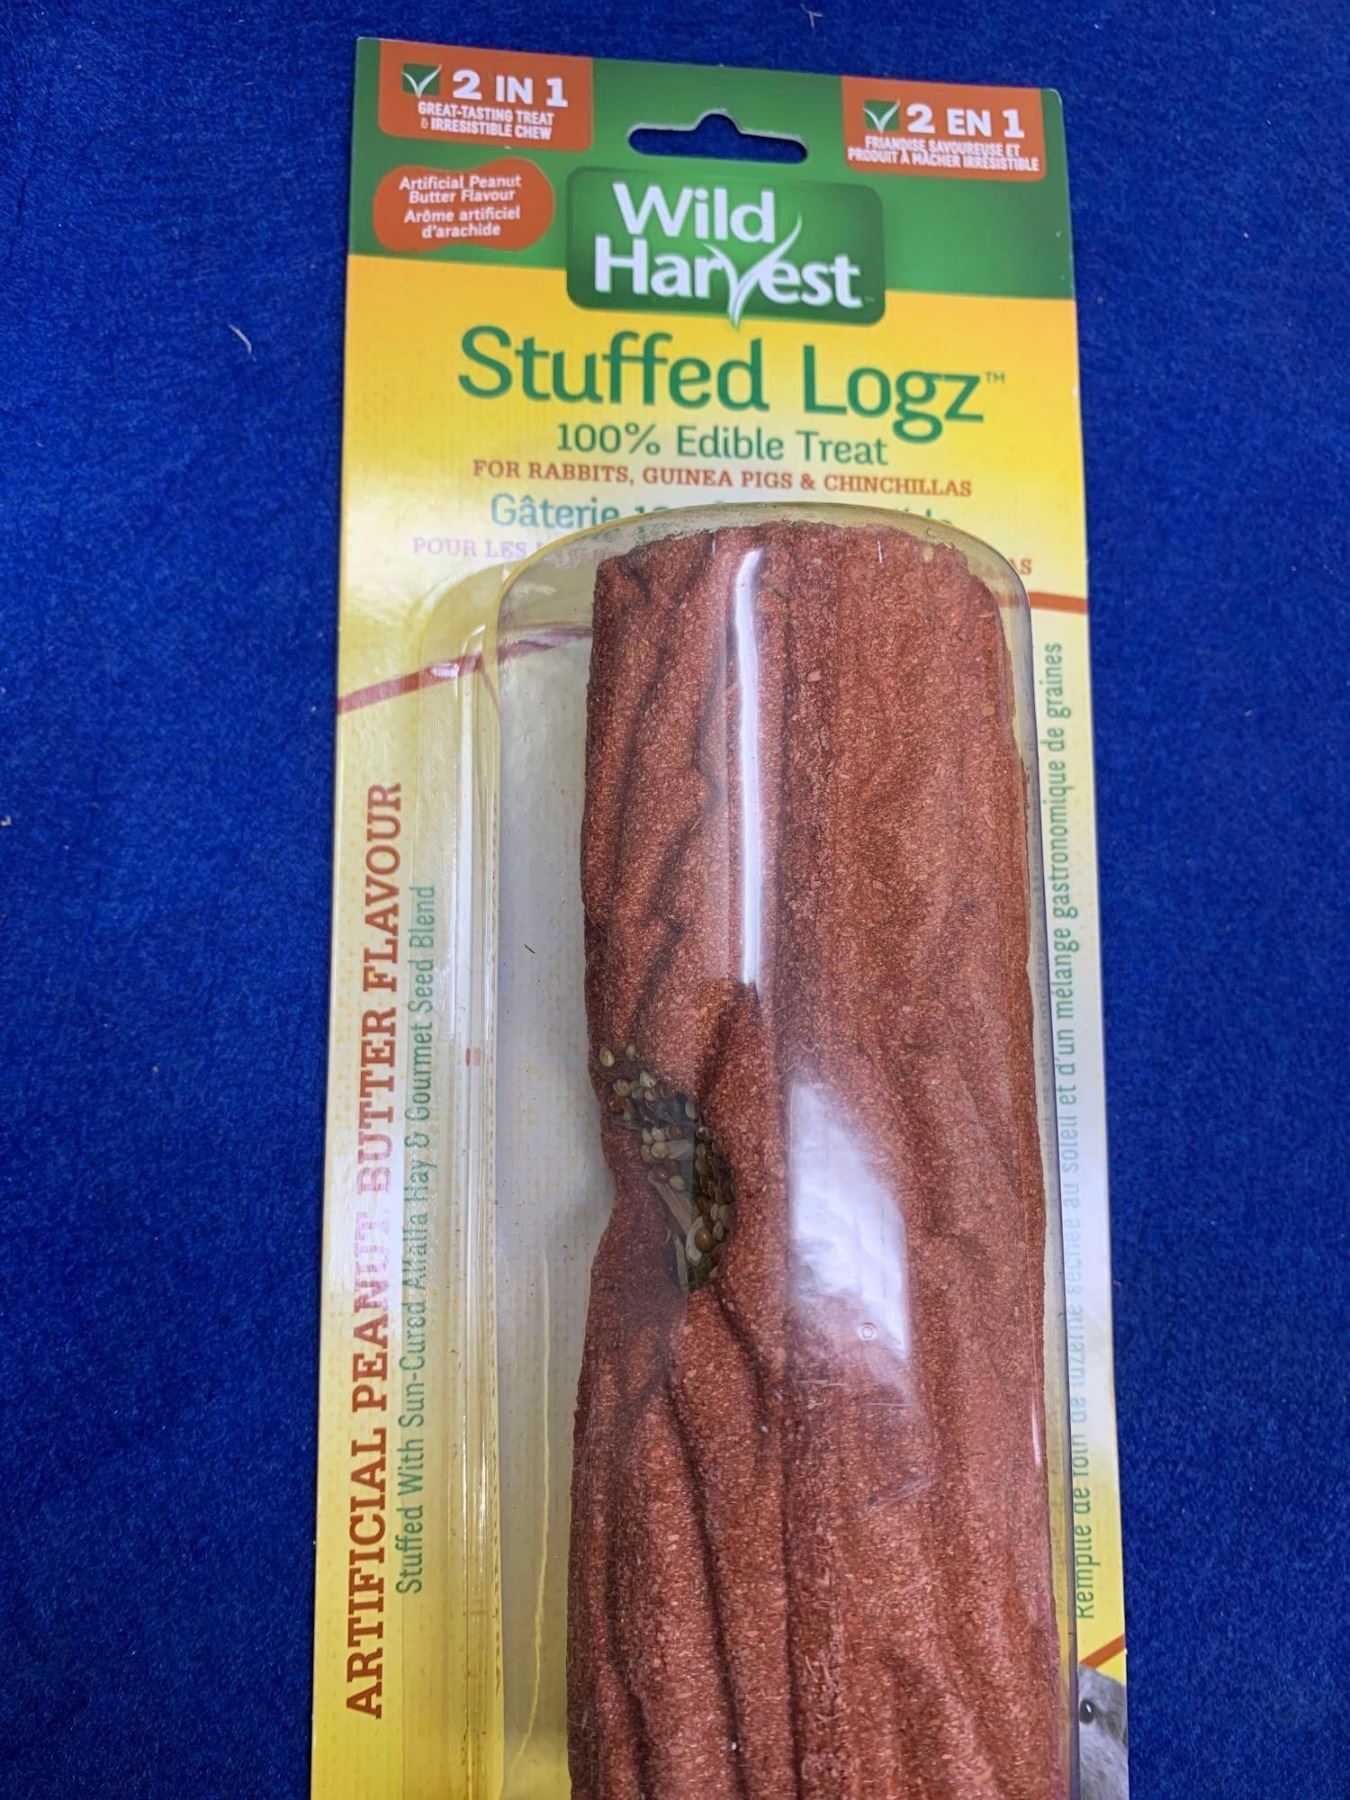 2 IN 1
GREAT-TASTING TREAT
& IRRESISTIBLE CHEW
2 EN 1
FRIANDISE SAVOUREUSE ET
PRODUIT À MÂCHER IRRÉSISTIBLE
Artificial Peanut
Butter Flavour
Arôme artificiel
d'arachide
Wild
Harvest
Stuffed Logz™
100% Edible Treat
FOR RABBITS, GUINEA PIGS & CHINCHILLAS
Gâterie
POUR LES
ARTIFICIAL PEANUT BUTTER FLAVOUR
Stuffed With Sun-Cured Alfalfa Hay & Gourmet Seed Blend
Remplie de foin de luzerne séchée au soleil et d'un mélange gastronomique de graines